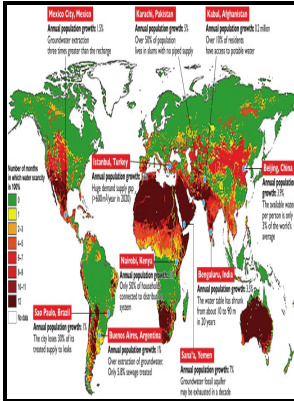 Mexico City, Mexico
Annual population growth: 1.5%
Groundwater extraction
three times greater than the recharge
Karachi, Pakistan
Annual population growth: 5%
Over 50% of population
lives in slums with no piped supply
Kabul, Afghanistan
Annual population growth: 0.2 million
Over 10% of residents
have access to potable water
Number of months
in which water scarcity
is 100%
0
1
2–3
4–5
6–7
8–9
10–11
12
No data
Istanbul, Turkey
Annual population growth:
Huge demand supply gap
in year 2020)
Beijing, China
Annual population
growth:
The available water
per person is only
3% of the world's
average
Nairobi, Kenya
Annual population growth:
Only 50% of households
connected to distribution
system
Bengaluru, India
Annual population growth:
The water table has shrunk
from about 10 to 90 m
in 20 years
Sao Paulo, Brazil
Annual population growth: 1%
The city loses 30% of its
treated supply to leaks
Buenos Aires, Argentina
Annual population growth: 1%
Over extraction of groundwater.
Only 5.8% sewage treated
Sana'a, Yemen
Annual population growth: 7%
Groundwater fossil aquifer
may be exhausted in a decade